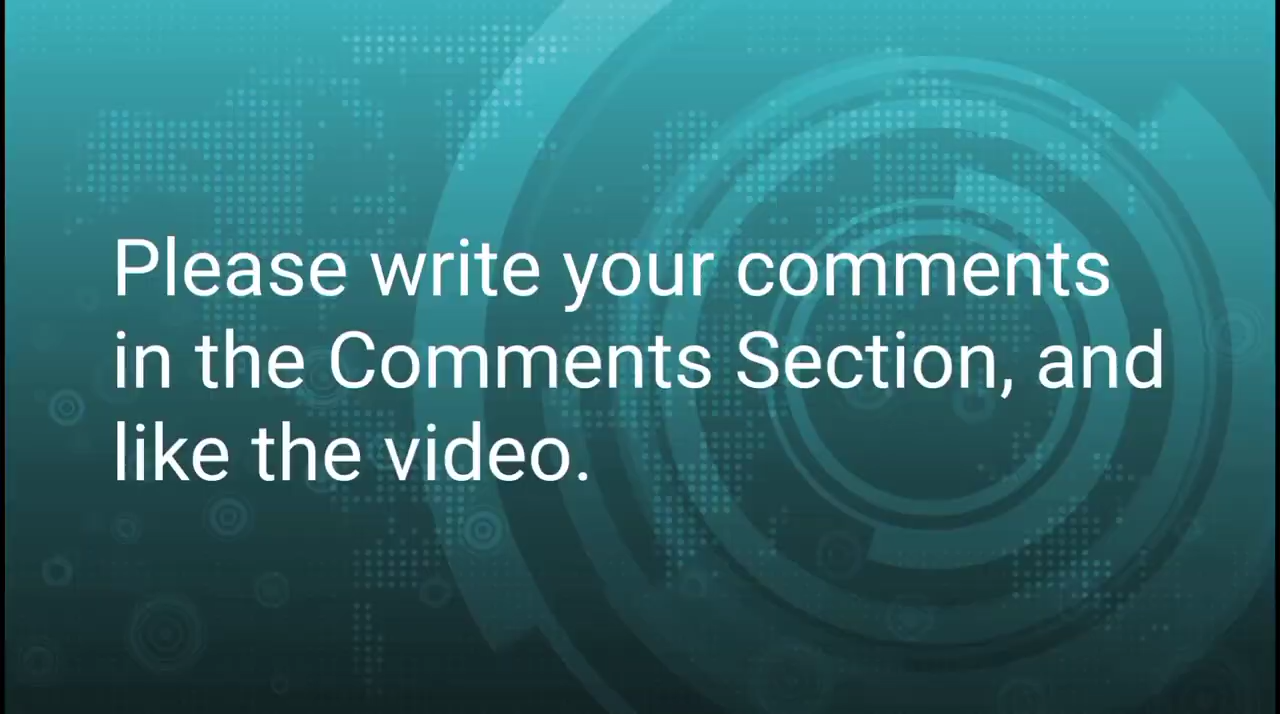 Please write your comments
in the Comments Section, and
like the video.